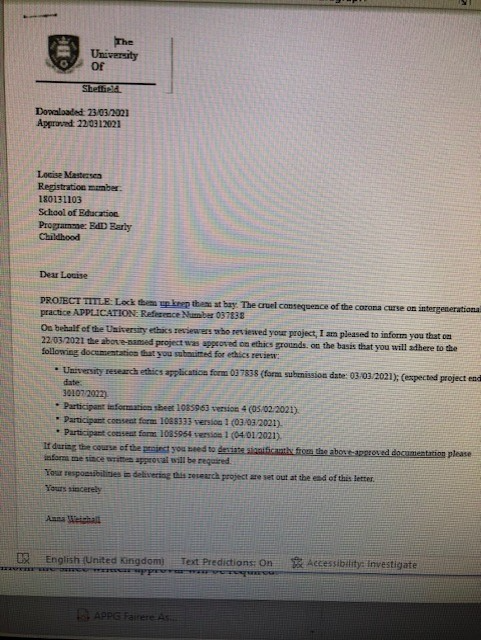 The
University
Of
Sheffield.
Downloaded: 23/03/2021
Approved: 22/0312021
Louise Mastersen
Registration number:
180131103
School of Education
Programme: EdD Early
Childhood
Dear Louise
PROJECT TITLE: Lock them up keep them at bay. The cruel consequence of the corona curse on intergenerational
practice APPLICATION: Reference Number 037838
On behalf of the University ethics reviewers who reviewed your project, I am pleased to inform you that on
22/03/2021 the above-named project was approved on ethics grounds. on the basis that you will adhere to the
following documentation that you submitted for ethics review:
• University research ethics application form 037838 (form submission date: 03/03/2021); (expected project end
date:
30107/2022).
• Participant information sheet 1085963 version 4 (05/02/2021).
• Participant consent form 1088333 version 1 (03/03/2021).
• Participant consent form 1085964 version 1 (04/01/2021).
If during the course of the project you need to deviate significantly from the above-approved documentation please
inform me since written approval will be required.
Your responsibilities in delivering this research project are set out at the end of this letter.
Yours sincerely
Anna Weighall
English (United Kingdom) Text Predictions: On Accessibility: Investigate
APPG Fairere As...